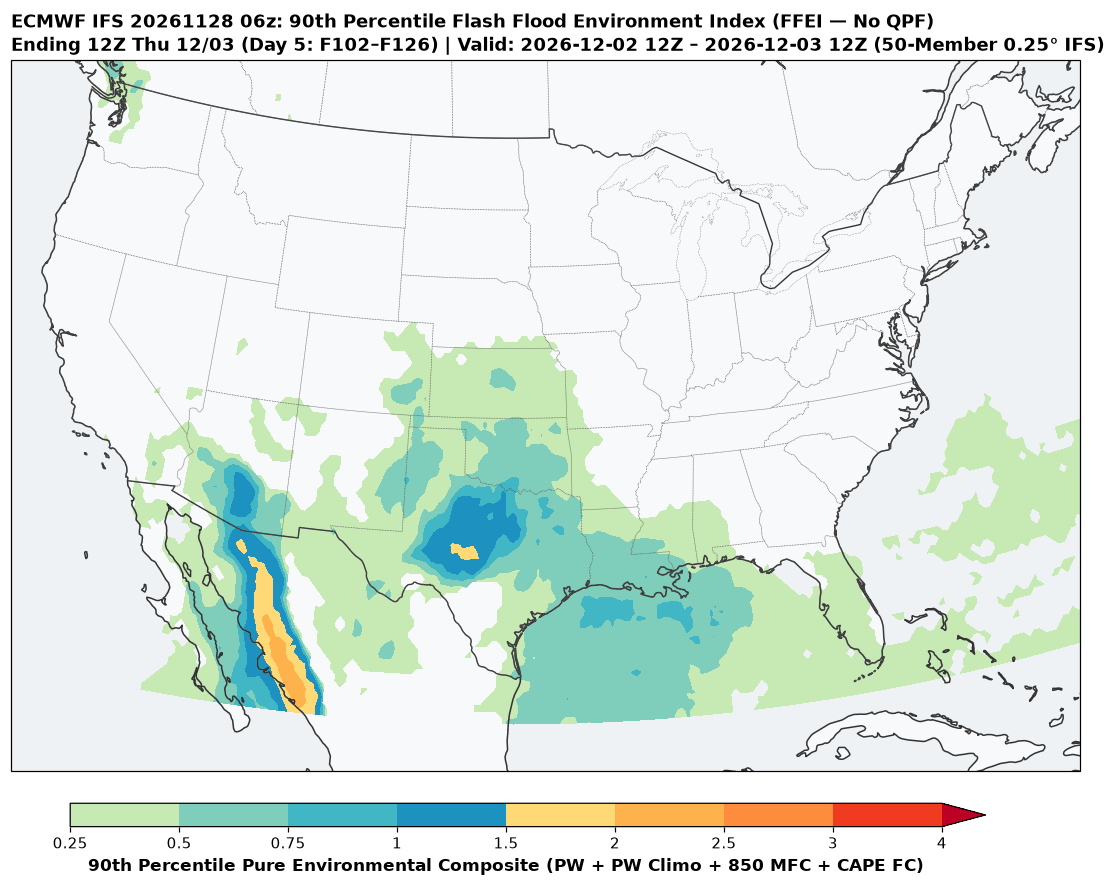 ECMWF IFS 20261128 06z: 90th Percentile Flash Flood Environment Index (FFEI — No QPF)
Ending 12Z Thu 12/03 (Day 5: F102–F126) | Valid: 2026-12-02 12Z – 2026-12-03 12Z (50-Member 0.25° IFS)
0.25 0.5 0.75 1 1.5 2 2.5 3 4
90th Percentile Pure Environmental Composite (PW + PW Climo + 850 MFC + CAPE FC)